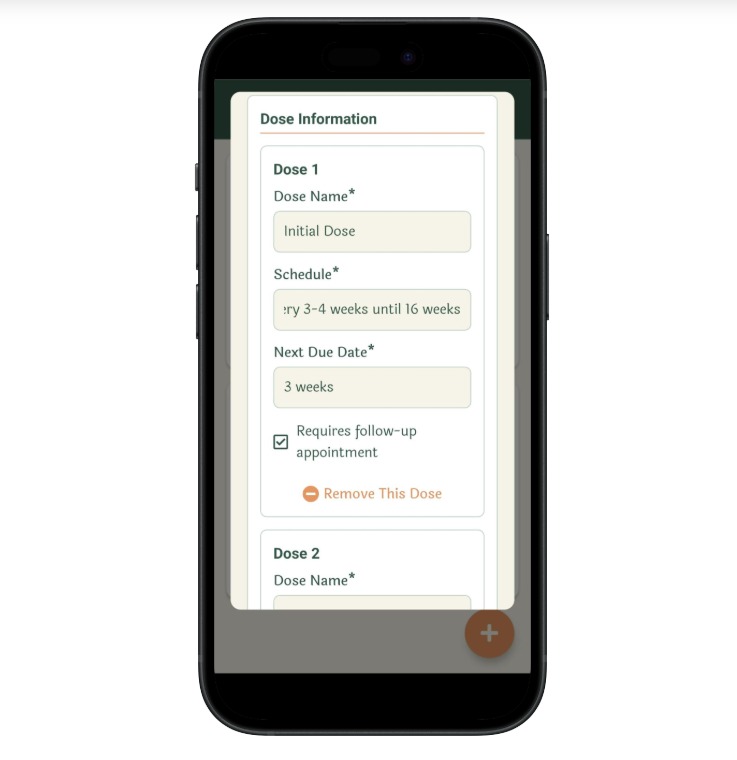 Dose Information
Dose 1
Dose Name*
Initial Dose
Schedule*
ry 3-4 weeks until 16 weeks
Next Due Date*
3 weeks
Requires follow-up
appointment
Remove This Dose
Dose 2
Dose Name*